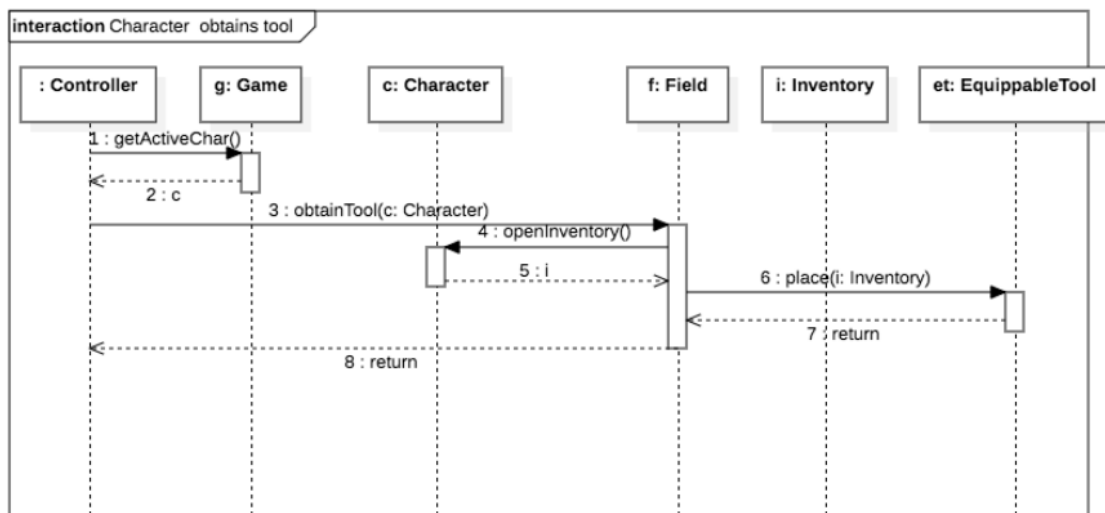 interaction Character obtains tool
: Controller
g: Game
c: Character
f: Field
i: Inventory
et: EquippableTool
1 : getActiveChar()
2 : c
3 : obtainTool(c: Character)
4 : openInventory()
5 : i
6 : place(i: Inventory)
7 : return
8 : return